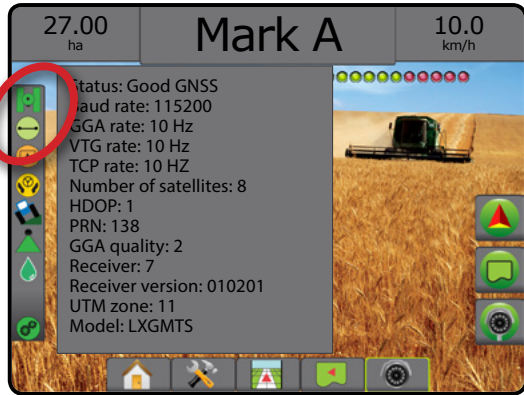 27.00
ha
Mark A
10.0
km/h
Status: Good GNSS
Baud rate: 115200
GGA rate: 10 Hz
VTG rate: 10 Hz
TCP rate: 10 HZ
Number of satellites: 8
HDOP: 1
PRN: 138
GGA quality: 2
Receiver: 7
Receiver version: 010201
UTM zone: 11
Model: LXGMTS